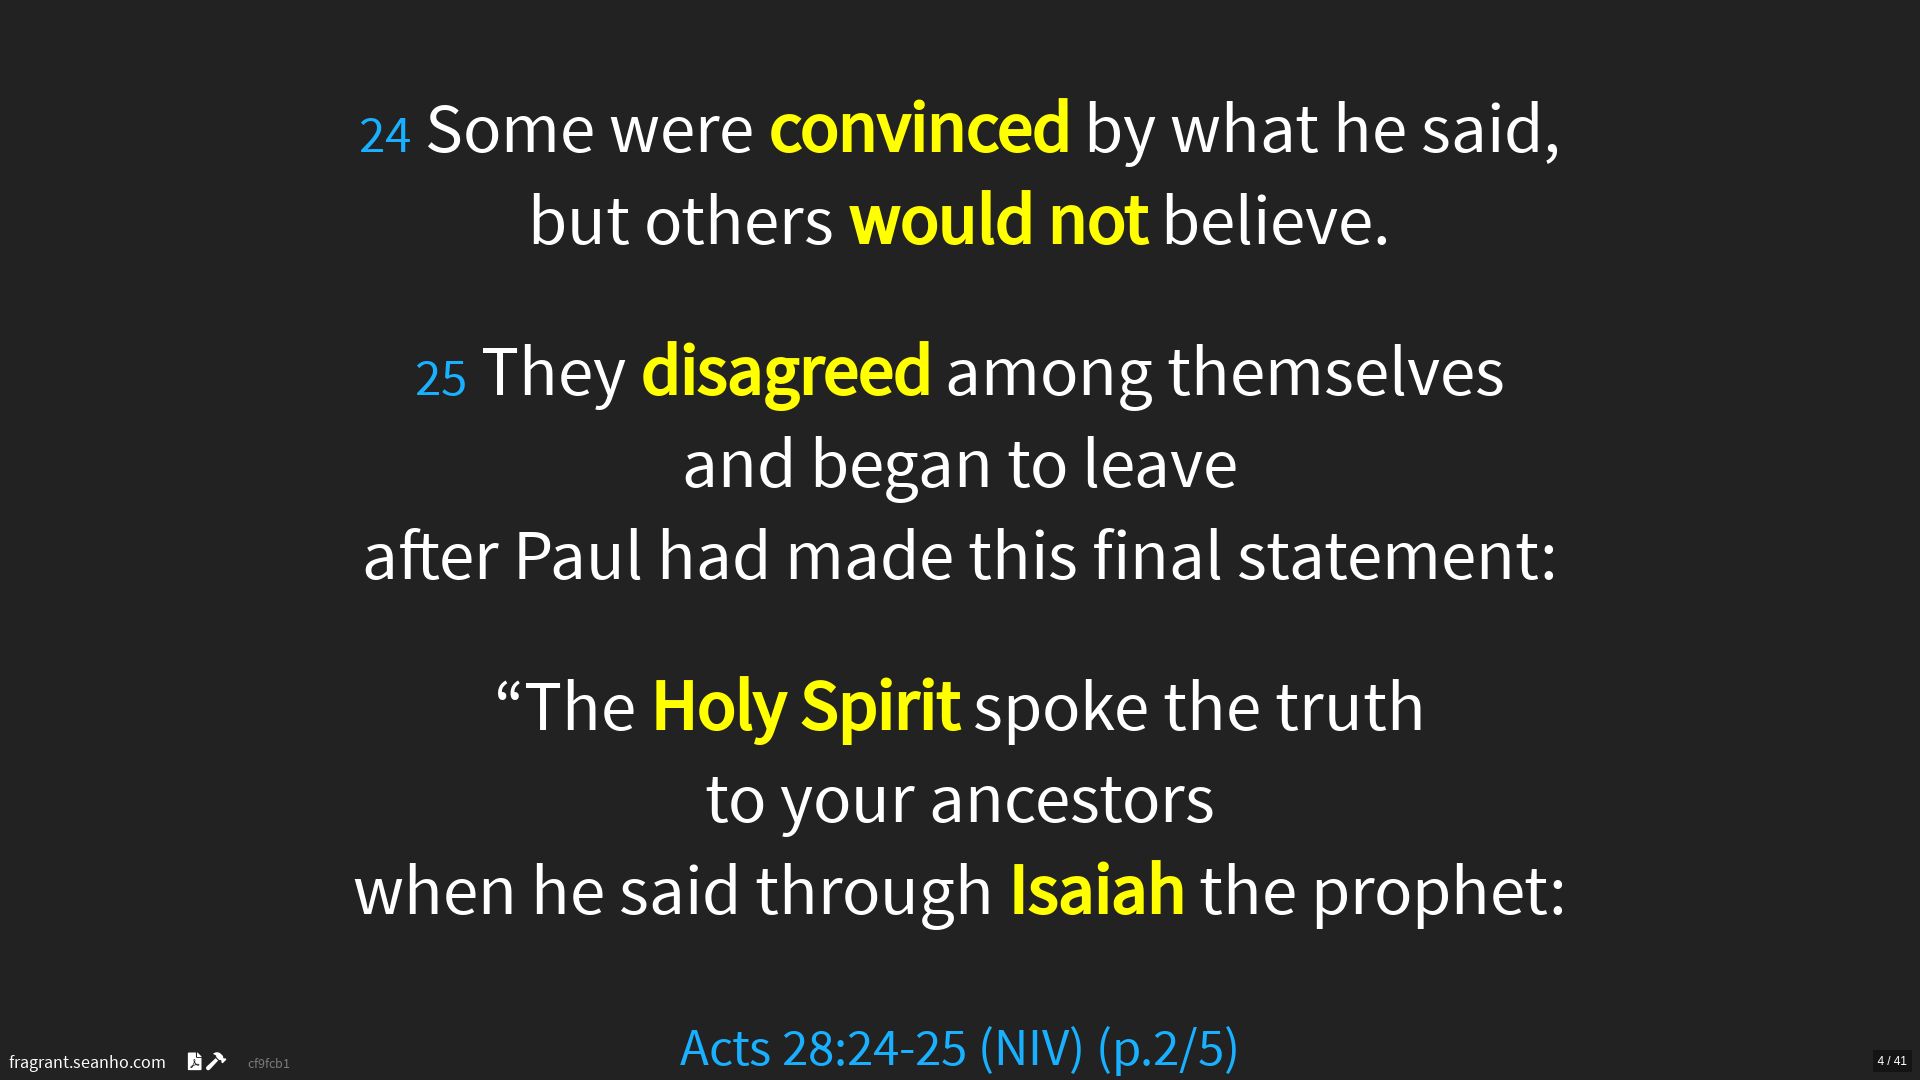 24 Some were convinced by what he said,
but others would not believe.
25 They disagreed among themselves
and began to leave
after Paul had made this final statement:
“The Holy Spirit spoke the truth
to your ancestors
when he said through Isaiah the prophet:
Acts 28:24-25 (NIV) (p.2/5)
fragrant.seanho.com cf9fcb1
4 / 41